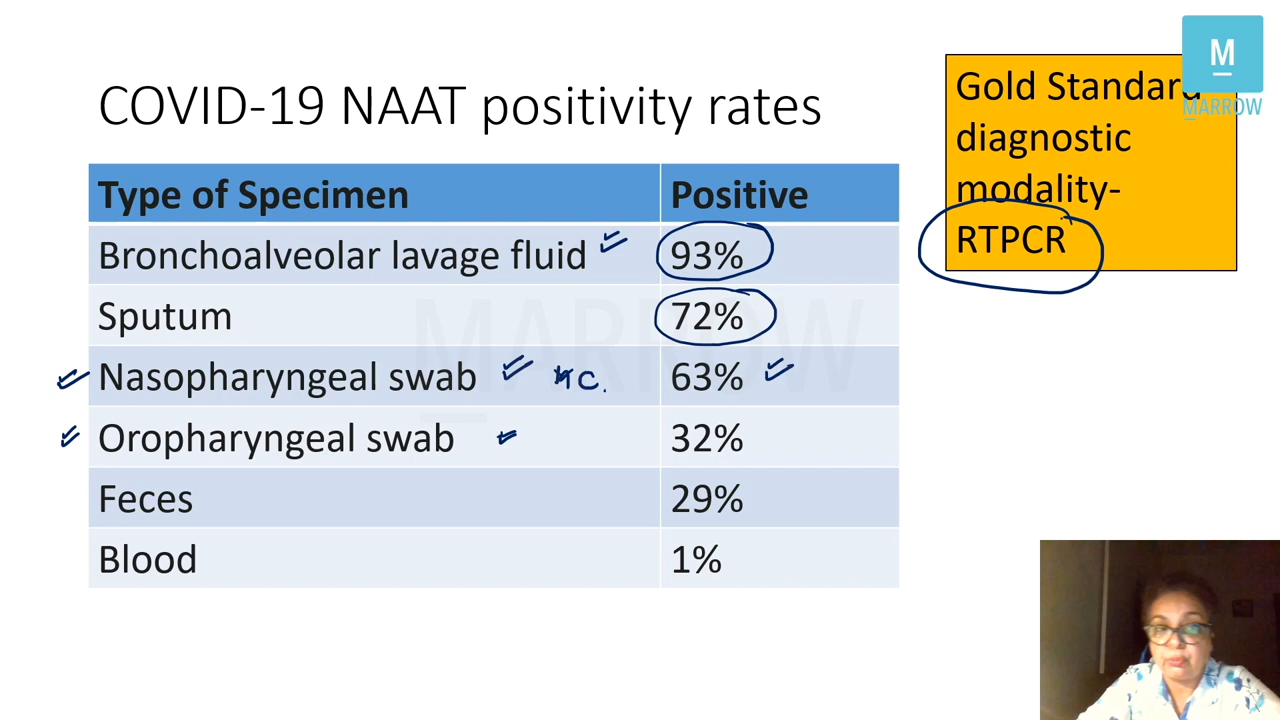 M
MARROW
COVID-19 NAAT positivity rates
Gold Standard
diagnostic
modality-
RTPCR
Type of Specimen Positive
Bronchoalveolar lavage fluid 93%
Sputum 72%
Nasopharyngeal swab 63%
Oropharyngeal swab 32%
Feces 29%
Blood 1%
MARROW